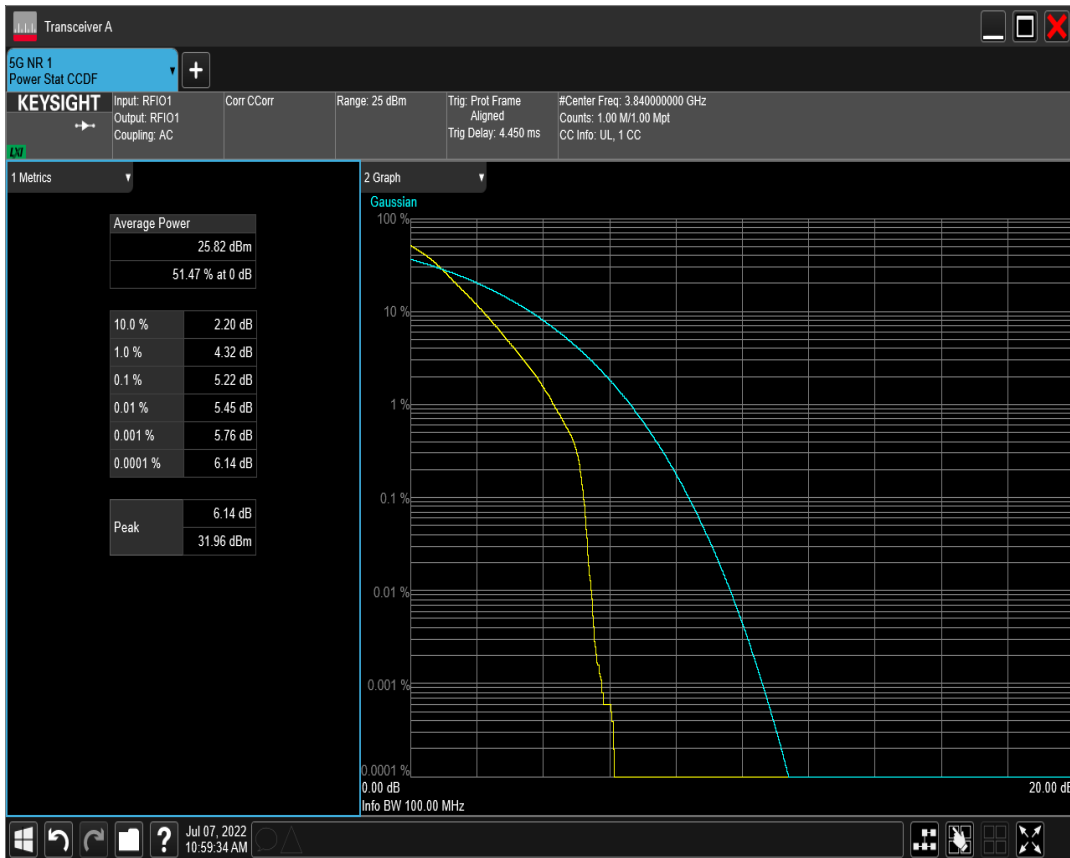 Transceiver A
5G NR 1
Power Stat CCDF
KEYSIGHT
LXI
Input: RFIO1
Output: RFIO1
Coupling: AC
Corr CCorr
Range: 25 dBm
Trig: Prot Frame
Aligned
Trig Delay: 4.450 ms
#Center Freq: 3.840000000 GHz
Counts: 1.00 M/1.00 Mpt
CC Info: UL, 1 CC
1 Metrics
Average Power
25.82 dBm
51.47 % at 0 dB
10.0 % 2.20 dB
1.0 % 4.32 dB
0.1 % 5.22 dB
0.01 % 5.45 dB
0.001 % 5.76 dB
0.0001 % 6.14 dB
Peak
6.14 dB
31.96 dBm
2 Graph
Gaussian
100 %
10 %
1 %
0.1 %
0.01 %
0.001 %
0.0001 %
0.00 dB 20.00 dB
Info BW 100.00 MHz
Jul 07, 2022
10:59:34 AM